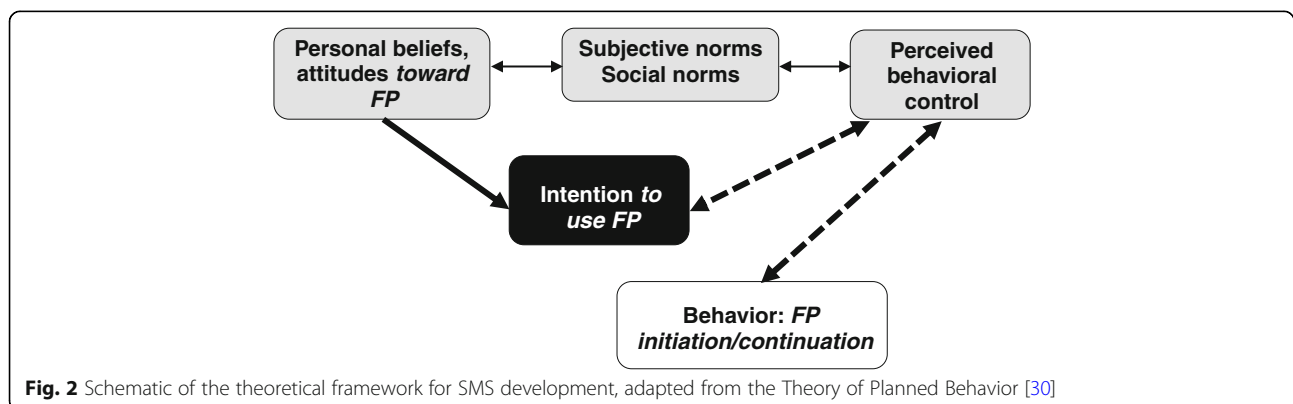 Personal beliefs,
attitudes toward
FP
Subjective norms
Social norms
Perceived
behavioral
control
Intention to
use FP
Behavior: FP
initiation/continuation
Fig. 2 Schematic of the theoretical framework for SMS development, adapted from the Theory of Planned Behavior [30]